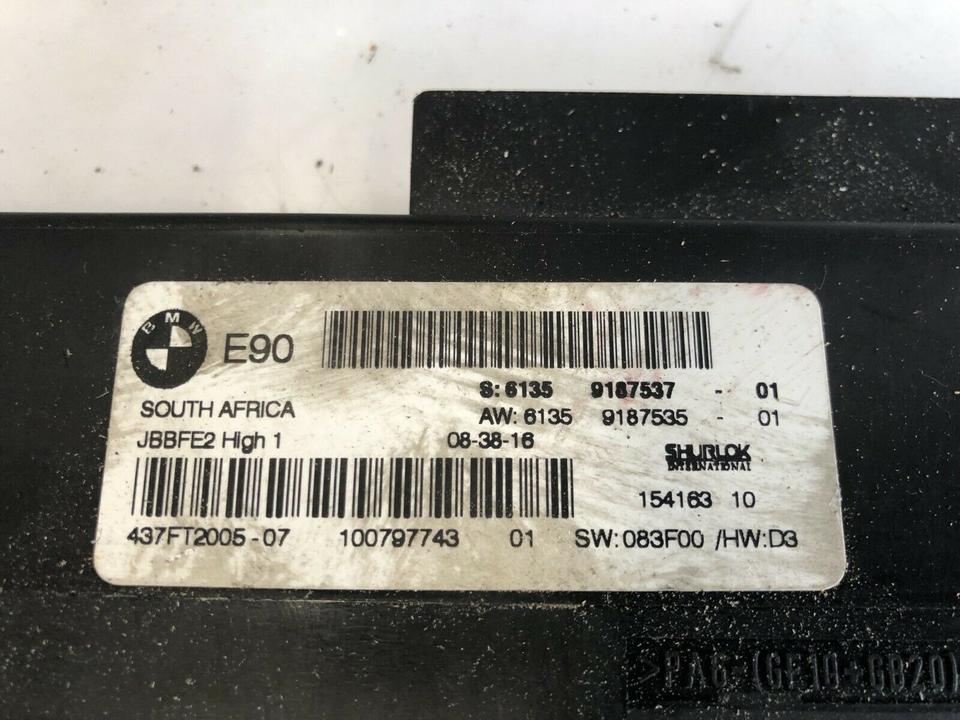 BMW E90
S: 6135 9187537 - 01
SOUTH AFRICA AW: 6135 9187535 - 01
JBBFE2 High 1 08-38-16 SHURLOK INTERNATIONAL
154163 10
437FT2005-07 100797743 01 SW:083F00 /HW:D3
>PA6-(GF10+GB20)